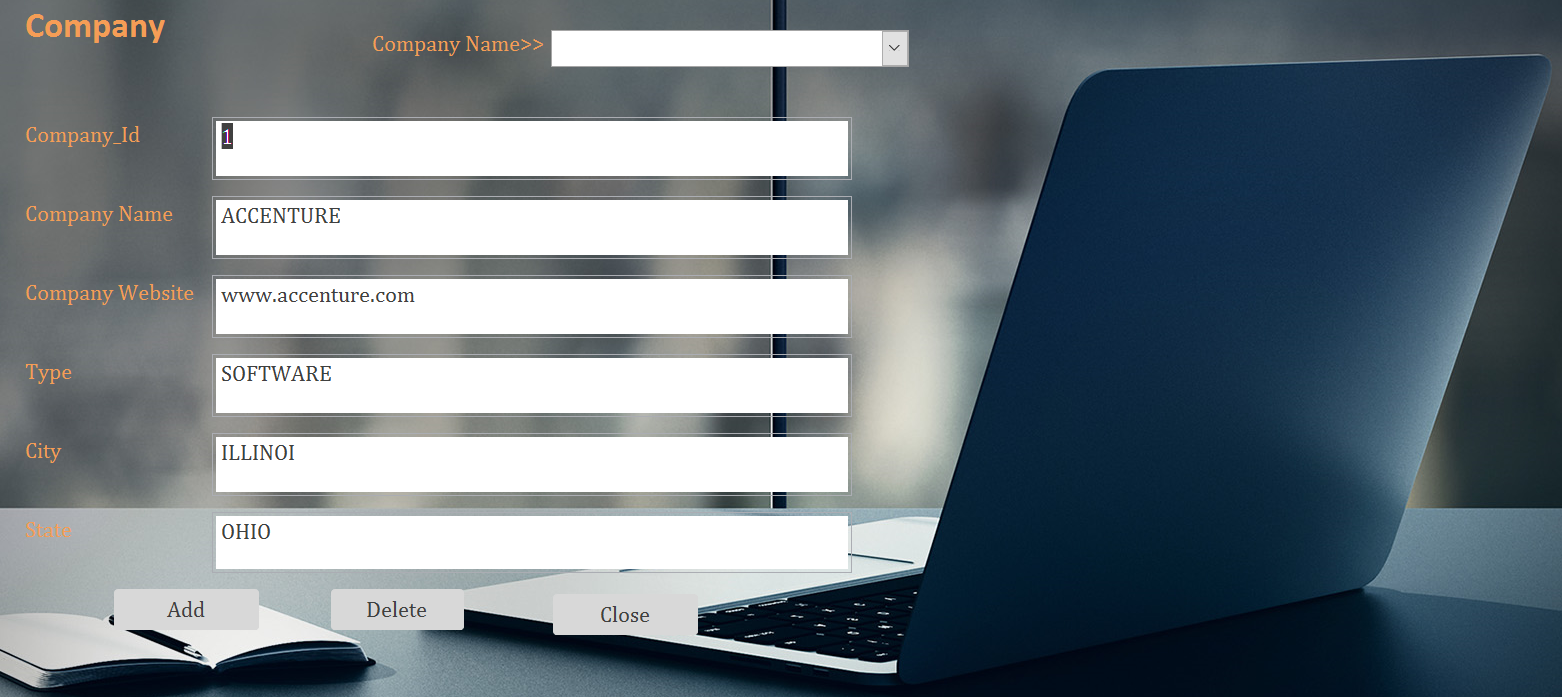 Company
Company Name>>
Company_Id
1
Company Name
ACCENTURE
Company Website
www.accenture.com
Type
SOFTWARE
City
ILLINOI
State
OHIO
Add
Delete
Close